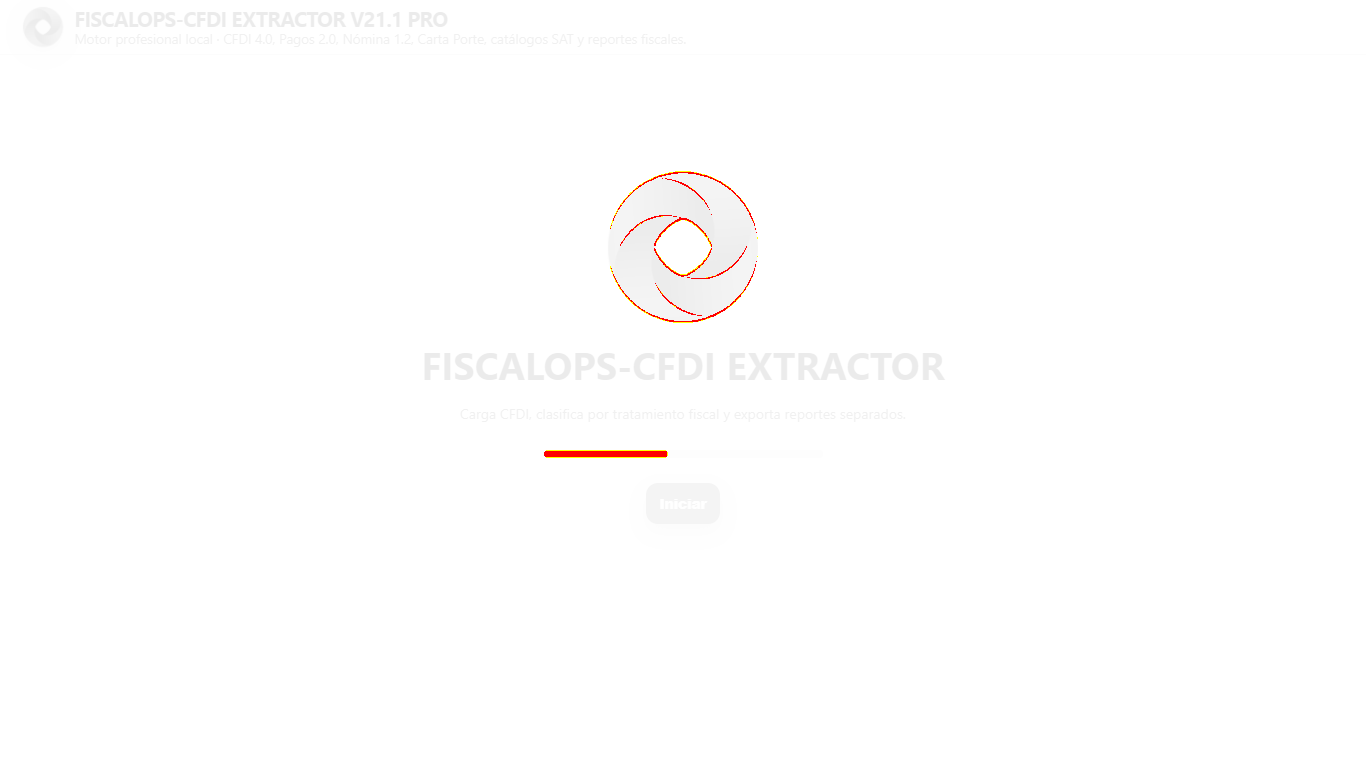 FISCALOPS-CFDI EXTRACTOR V21.1 PRO
Motor profesional local · CFDI 4.0, Pagos 2.0, Nómina 1.2, Carta Porte, catálogos SAT y reportes fiscales.
FISCALOPS-CFDI EXTRACTOR
Carga CFDI, clasifica por tratamiento fiscal y exporta reportes separados.
Iniciar